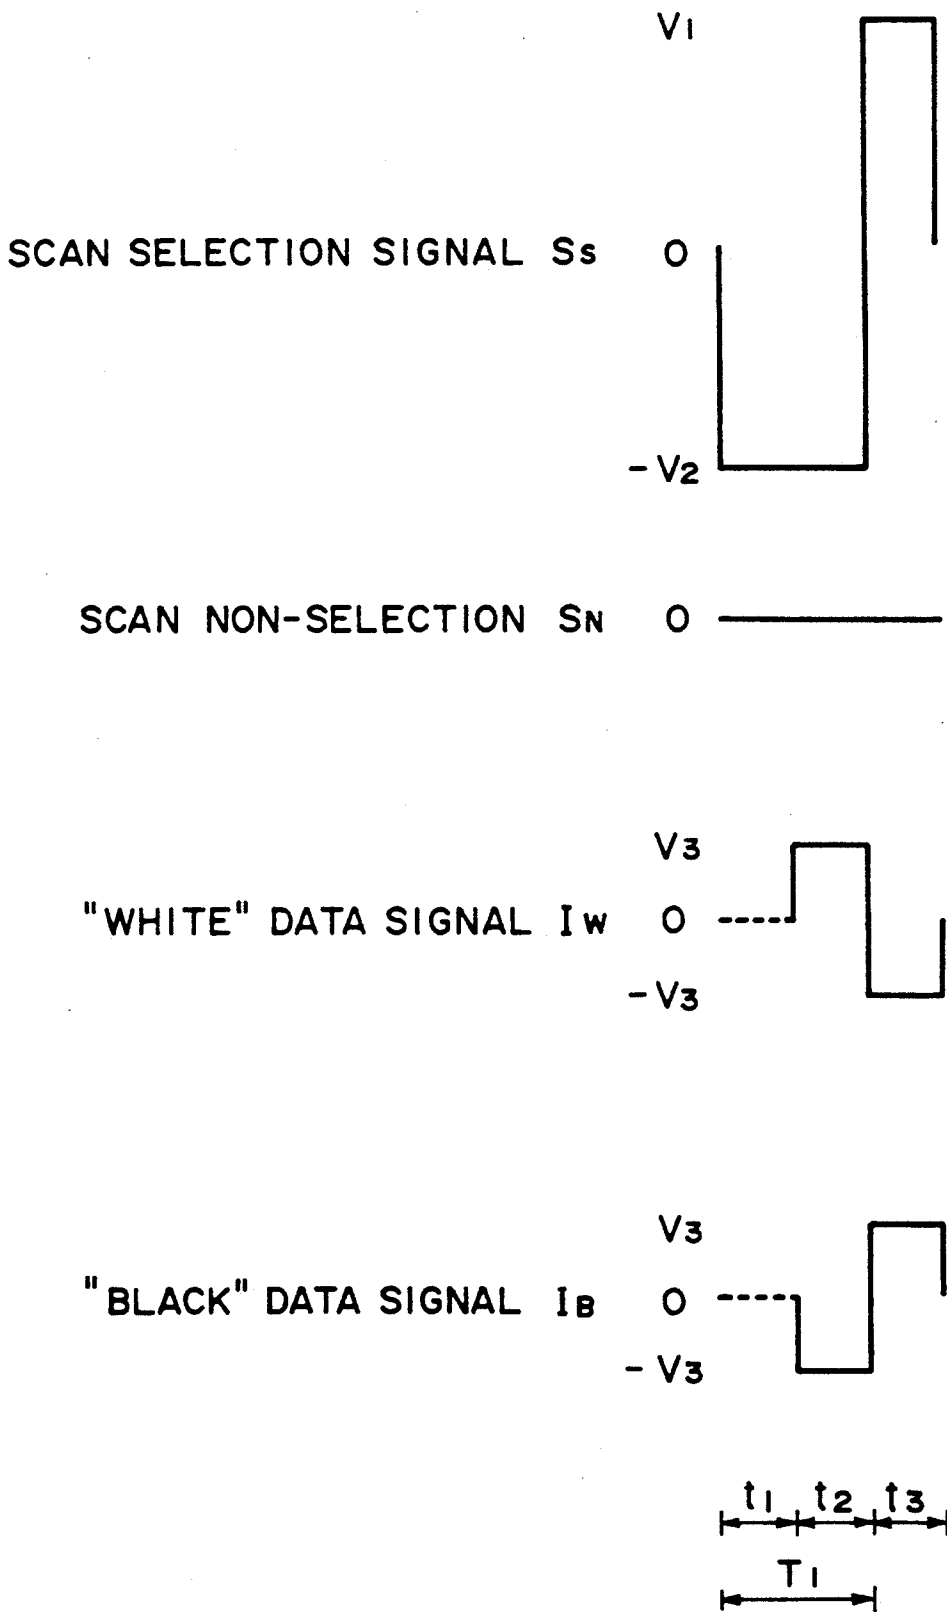 V1
SCAN SELECTION SIGNAL Ss 0
-V2
SCAN NON-SELECTION SN 0
V3
"WHITE" DATA SIGNAL IW 0
-V3
V3
"BLACK" DATA SIGNAL IB 0
-V3
t1 t2 t3
T1